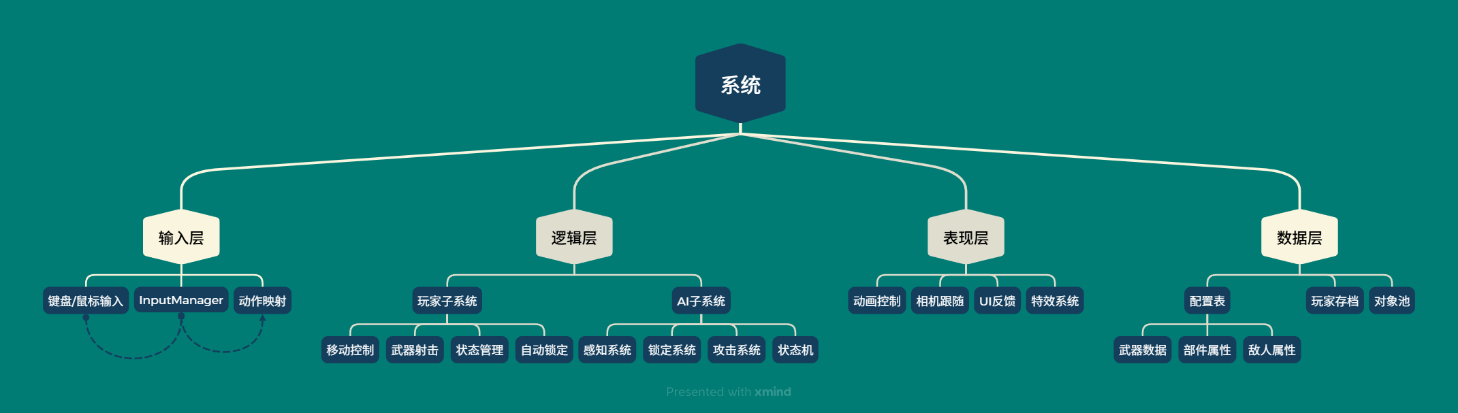 系统
输入层
逻辑层
表现层
数据层
键盘/鼠标输入
InputManager
动作映射
玩家子系统
AI子系统
动画控制
相机跟随
UI反馈
特效系统
配置表
玩家存档
对象池
移动控制
武器射击
状态管理
自动锁定
感知系统
锁定系统
攻击系统
状态机
武器数据
部件属性
敌人属性
Presented with xmind